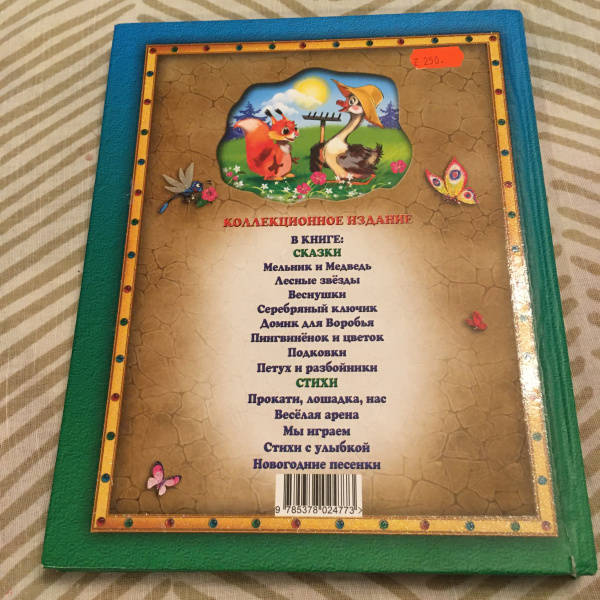 z 250.
КОЛЛЕКЦИОННОЕ ИЗДАНИЕ
В КНИГЕ:
СКАЗКИ
Мельник и Медведь
Лесные звёзды
Веснушки
Серебряный ключик
Домик для Воробья
Пингвинёнок и цветок
Подковки
Петух и разбойники
СТИХИ
Прокати, лошадка, нас
Весёлая арена
Мы играем
Стихи с улыбкой
Новогодние песенки
9 785378 024773 >